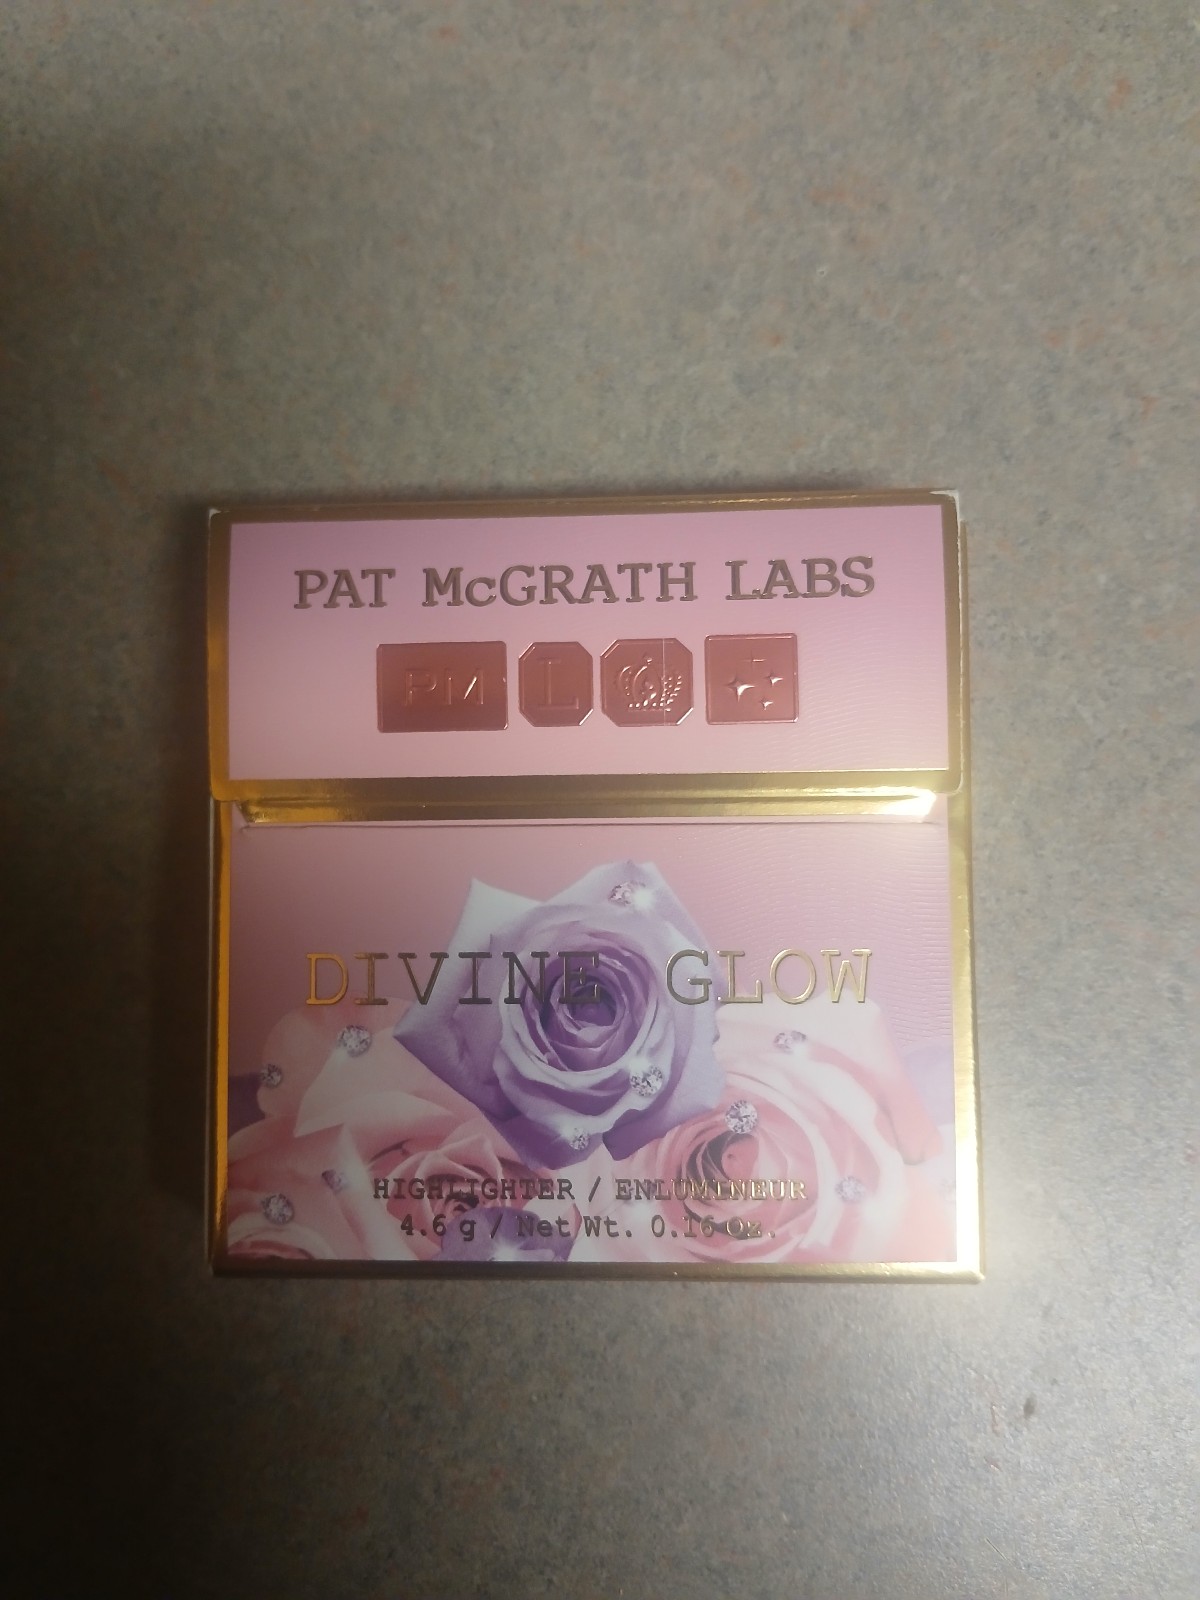 PAT McGRATH LABS
PM L
DIVINE GLOW
HIGHLIGHTER / ENLUMINEUR
4.6 g / Net Wt. 0.16 Oz.